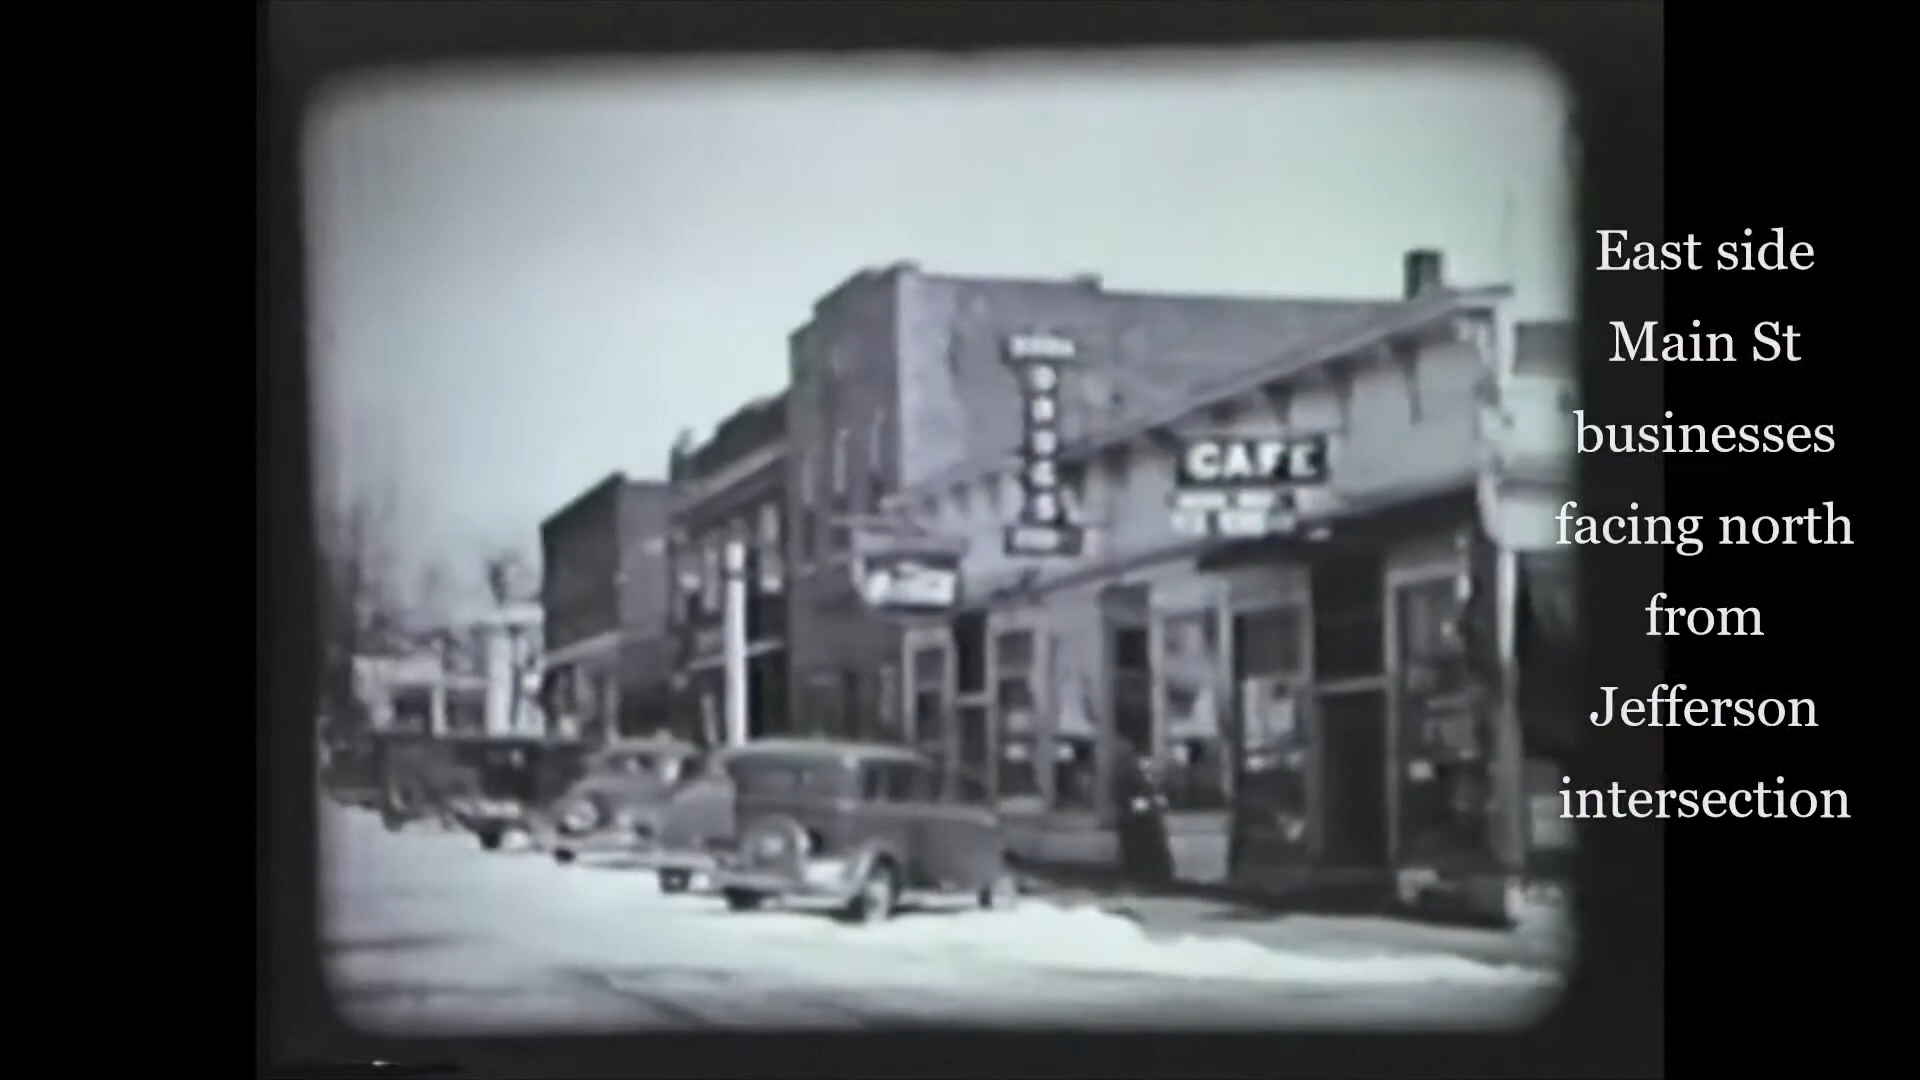 DRUGS
CAFE
East side
Main St
businesses
facing north
from
Jefferson
intersection